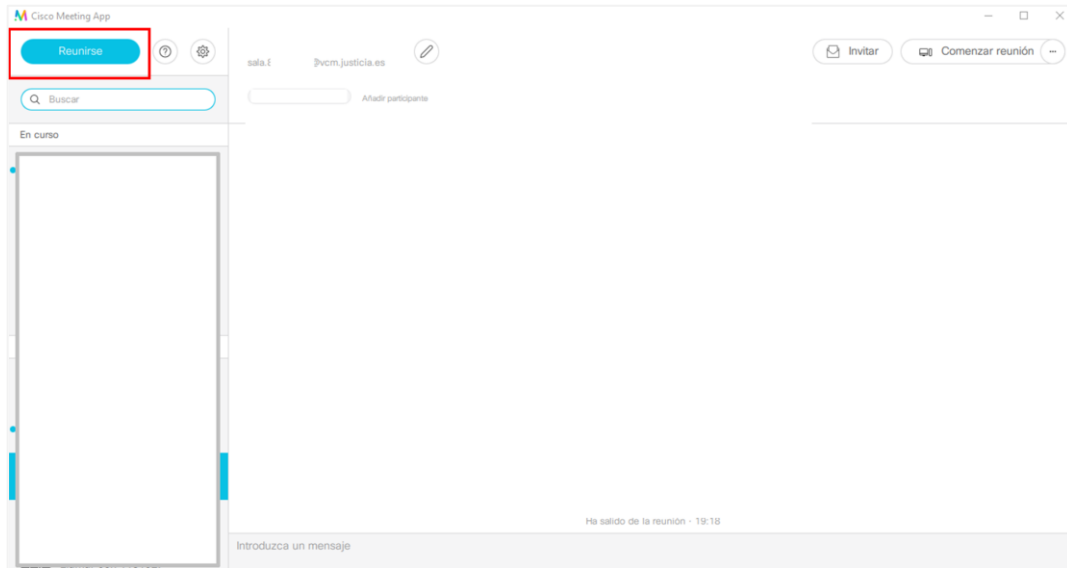 Cisco Meeting App
Reunirse
Buscar
En curso
sala.
vcm.justicia.es
Añadir participante
Invitar
Comenzar reunión
Ha salido de la reunión - 19:18
Introduzca un mensaje